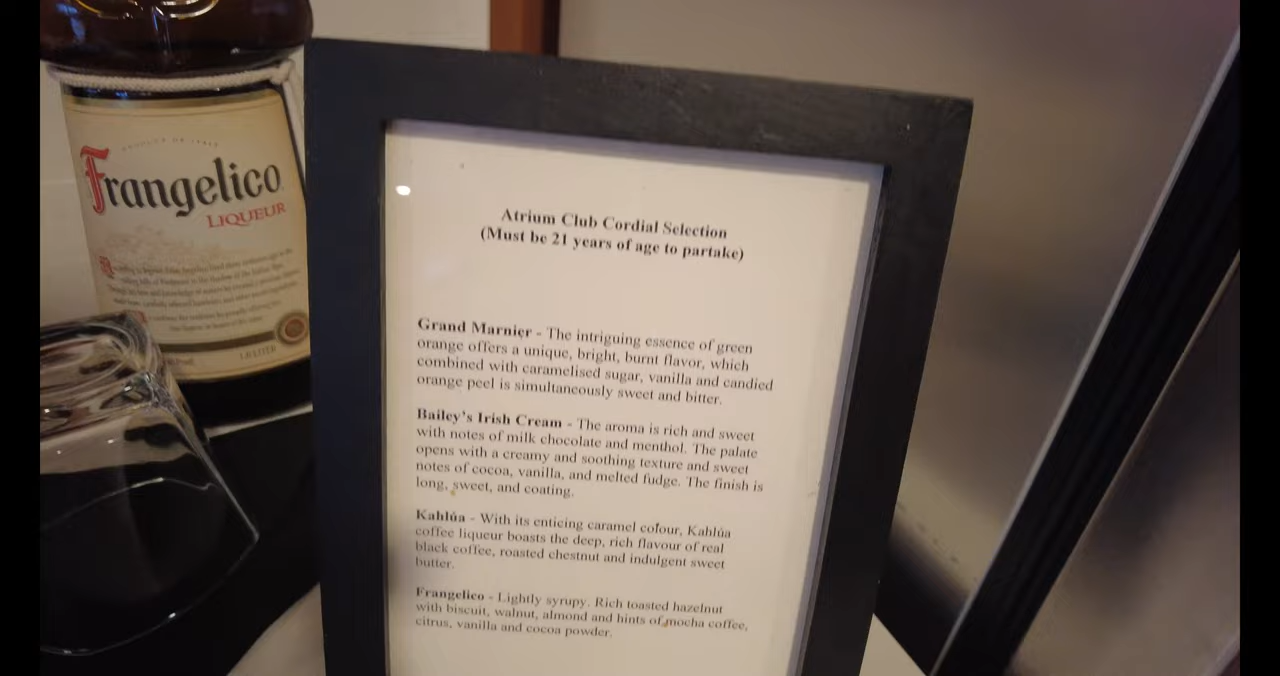 PRODUCT OF ITALY
Frangelico
LIQUEUR
Atrium Club Cordial Selection
(Must be 21 years of age to partake)
Grand Marnier - The intriguing essence of green
orange offers a unique, bright, burnt flavor, which
combined with caramelised sugar, vanilla and candied
orange peel is simultaneously sweet and bitter.
Bailey's Irish Cream - The aroma is rich and sweet
with notes of milk chocolate and menthol. The palate
opens with a creamy and soothing texture and sweet
notes of cocoa, vanilla, and melted fudge. The finish is
long, sweet, and coating.
Kahlúa - With its enticing caramel colour, Kahlúa
coffee liqueur boasts the deep, rich flavour of real
black coffee, roasted chestnut and indulgent sweet
butter.
Frangelico - Lightly syrupy. Rich toasted hazelnut
with biscuit, walnut, almond and hints of mocha coffee,
citrus, vanilla and cocoa powder.